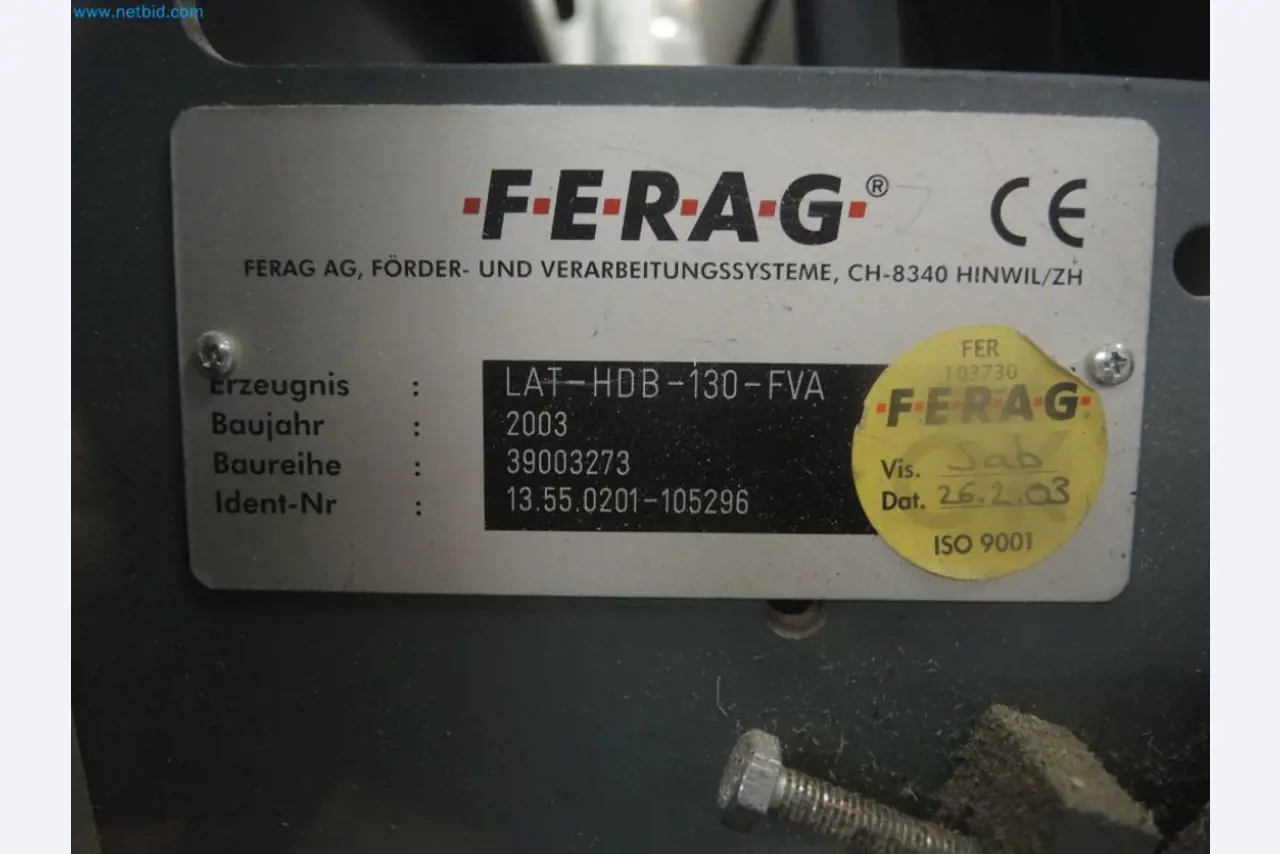 www.netbid.com
·F·E·R·A·G·® CE
FERAG AG, FÖRDER- UND VERARBEITUNGSSYSTEME, CH-8340 HINWIL/ZH
Erzeugnis : LAT-HDB-130-FVA
Baujahr : 2003
Baureihe : 39003273
Ident-Nr : 13.55.0201-105296
FER
103730
·F·E·R·A·G·
OK
Vis. Jab
Dat. 26.2.03
ISO 9001